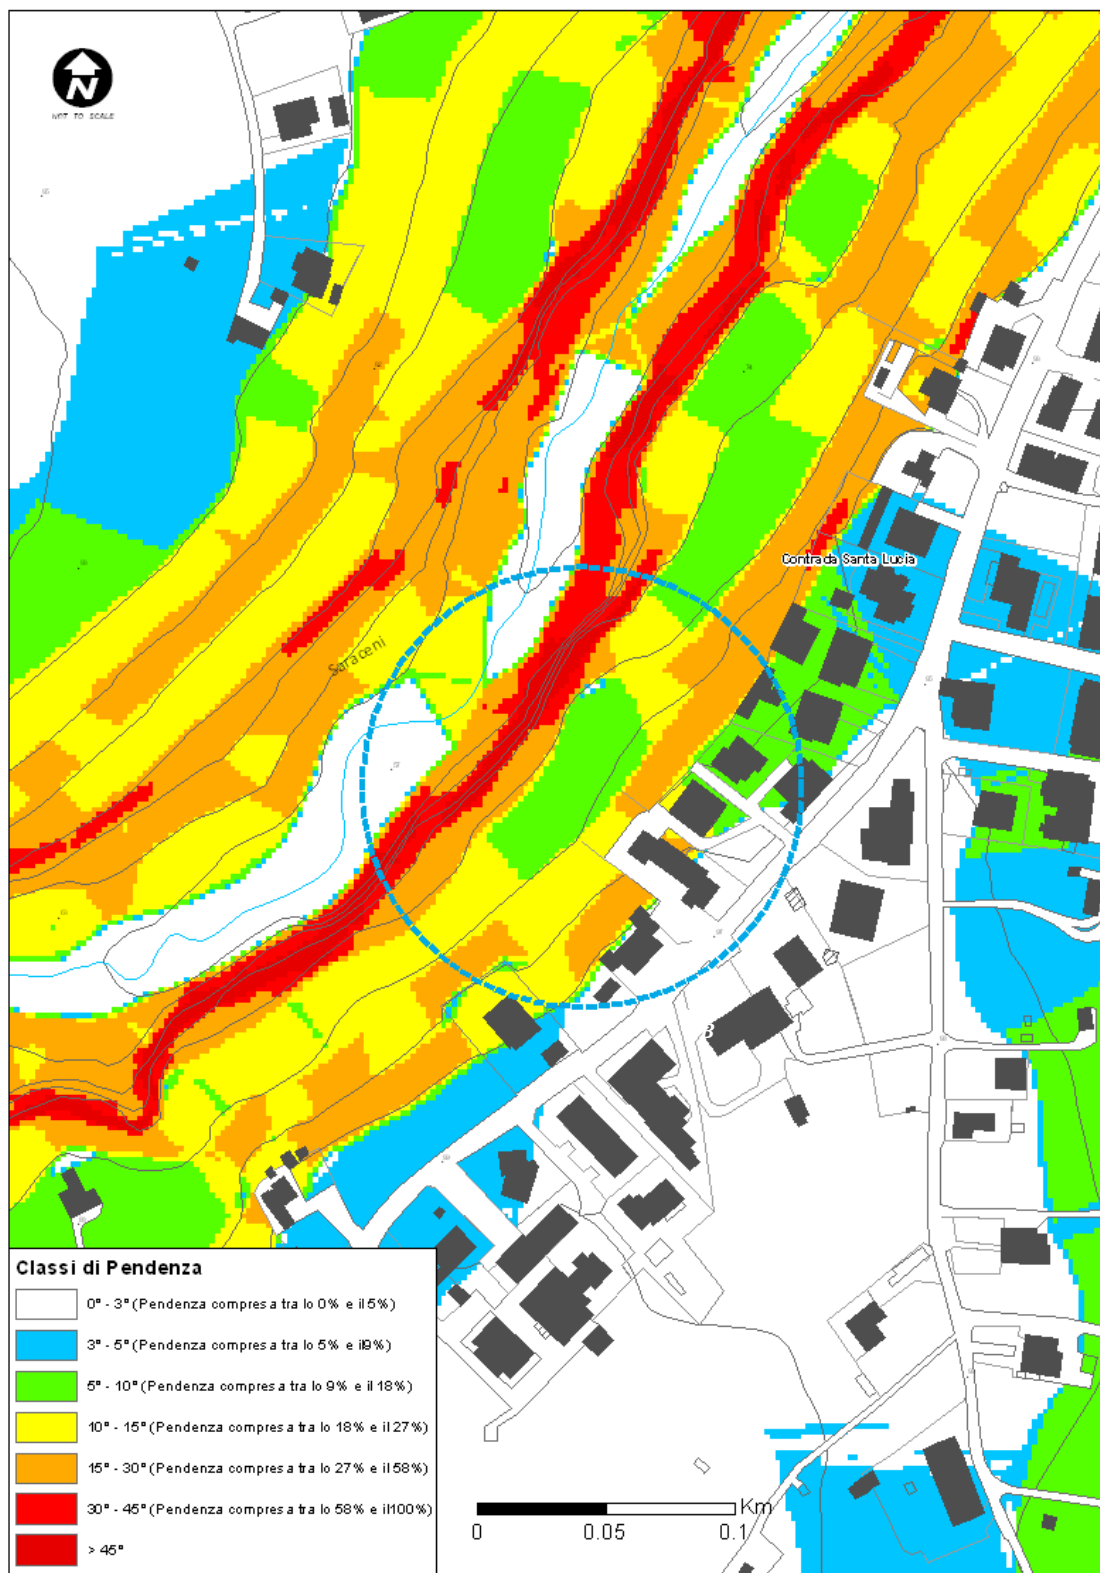 N
NOT TO SCALE
Contrada Santa Lucia
Saraceni
B
Classi di Pendenza
0° - 3° (Pendenza compresa tra lo 0% e il 5%)
3° - 5° (Pendenza compresa tra lo 5% e il 9%)
5° - 10° (Pendenza compresa tra lo 9% e il 18%)
10° - 15° (Pendenza compresa tra lo 18% e il 27%)
15° - 30° (Pendenza compresa tra lo 27% e il 58%)
30° - 45° (Pendenza compresa tra lo 58% e il 100%)
> 45°
Km
0 0.05 0.1